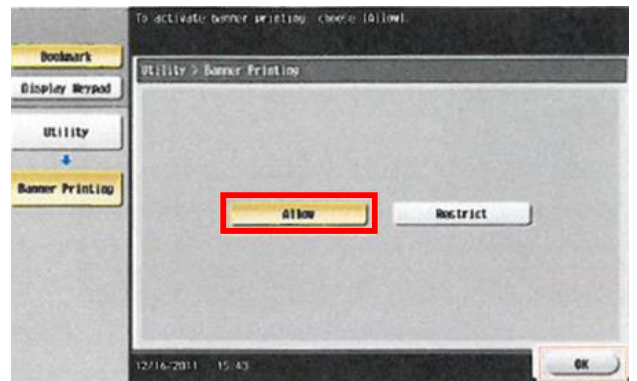 To activate banner printing, choose [Allow].
Bookmark
Display Keypad
Utility > Banner Printing
Utility
Banner Printing
Allow
Restrict
12/16/2011 15:43
OK